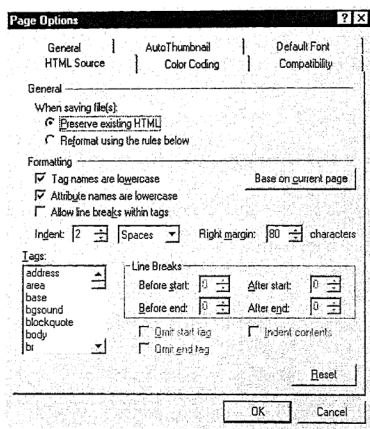 Page Options
General AutoThumbnail Default Font
HTML Source Color Coding Compatibility
General
When saving file(s):
Preserve existing HTML
Reformat using the rules below
Formatting
Tag names are lowercase Base on current page
Attribute names are lowercase
Allow line breaks within tags
Indent: 2 Spaces Right margin: 80 characters
Tags:
address
area
base
bgsound
blockquote
body
br
Line Breaks
Before start: 0 After start: 0
Before end: 0 After end: 0
Omit start tag Indent contents
Omit end tag
Reset
OK Cancel